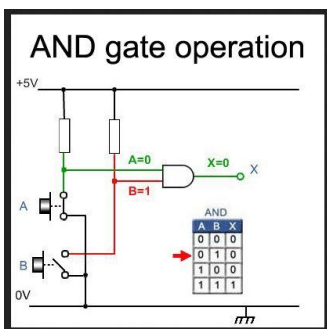 AND gate operation
+5V
A=0
X=0
X
B=1
A
AND
A B X
0 0 0
0 1 0
1 0 0
1 1 1
B
0V